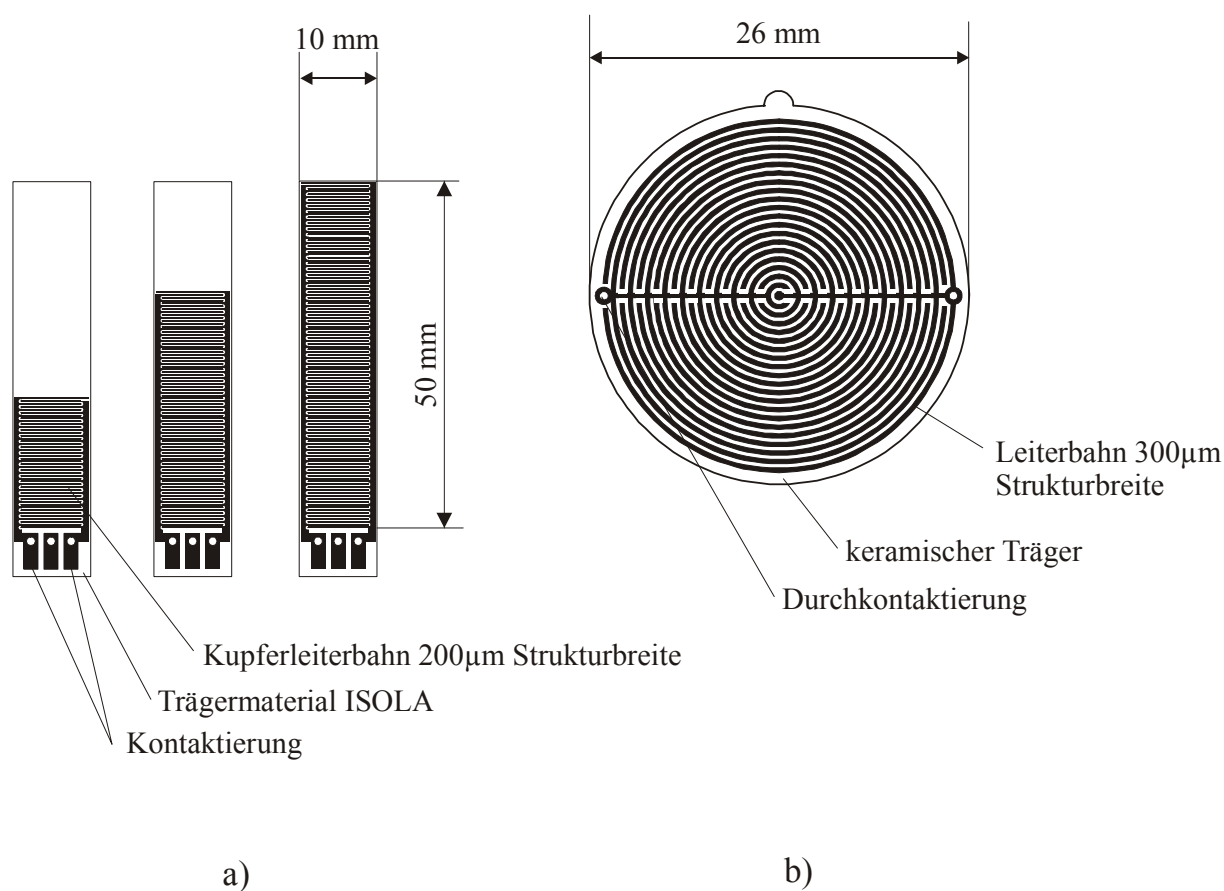 10 mm
26 mm
50 mm
Leiterbahn 300µm
Strukturbreite
keramischer Träger
Durchkontaktierung
Kupferleiterbahn 200µm Strukturbreite
Trägermaterial ISOLA
Kontaktierung
a)
b)